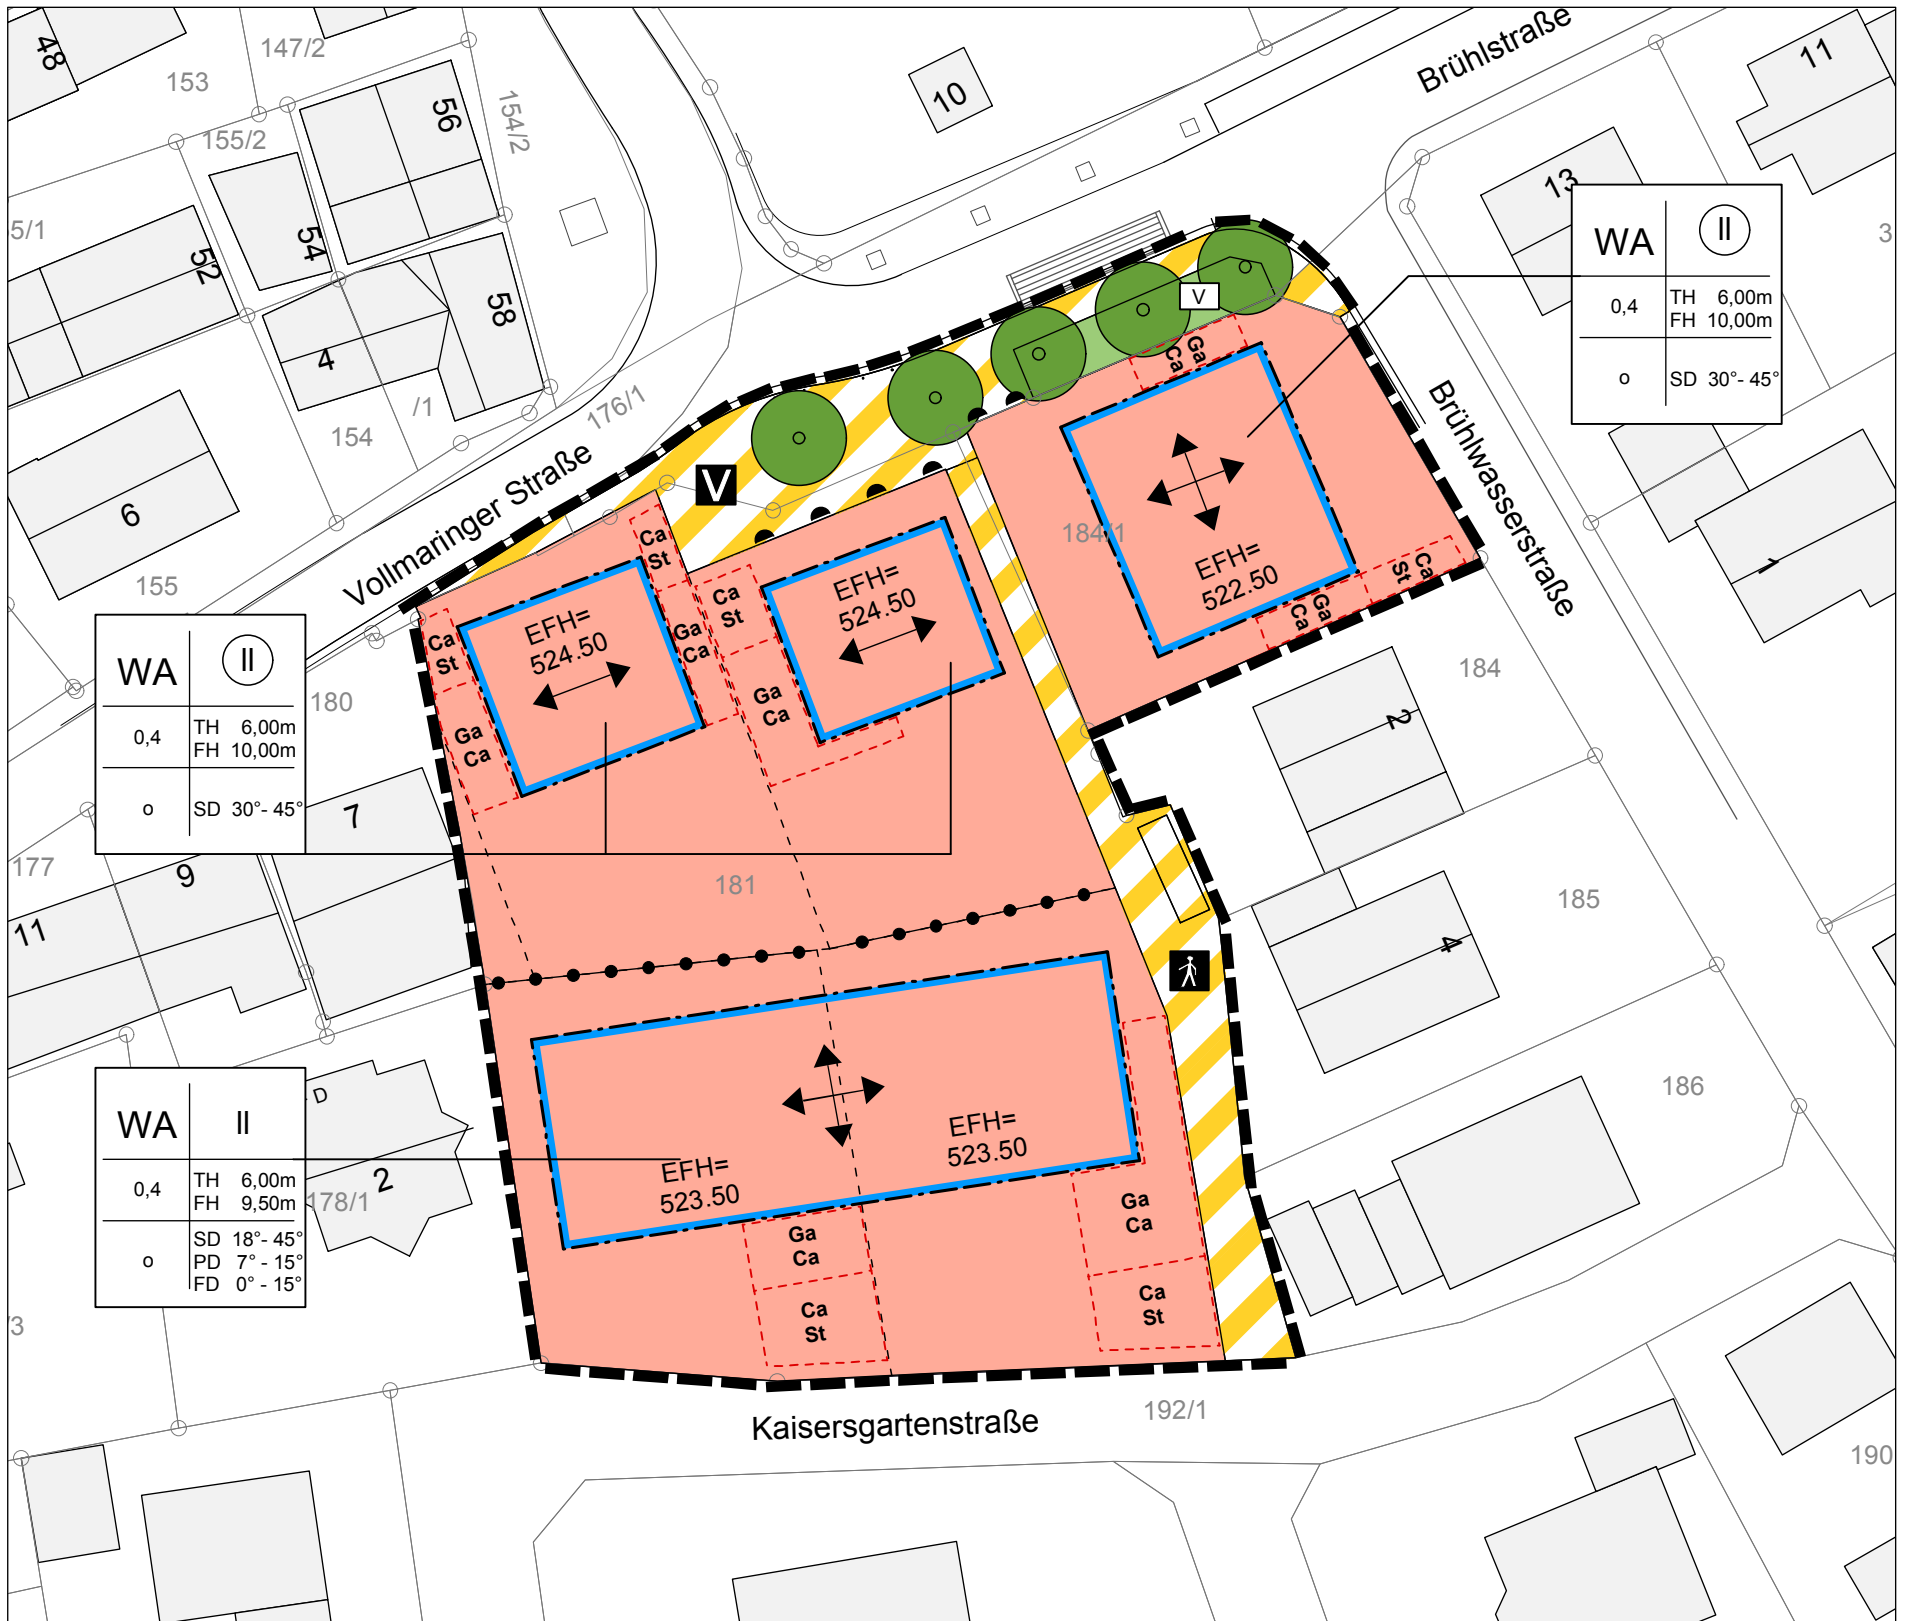 48
153
147/2
56
154/2
155/2
5/1
52
54
58
4
/1
154
176/1
6
155
10
Brühlstraße
11
13
3
WA II
0,4 TH 6,00m
FH 10,00m
o SD 30°- 45°
V
Ga
Ca
Vollmaringer Straße
V
Brühlwasserstraße
1
184/1
EFH=
522.50
Ca
St
Ga
Ca
Ca
St
EFH=
524.50
Ca
St
Ga
Ca
Ga
Ca
Ca
St
Ga
Ca
EFH=
524.50
Ca
St
WA II
0,4 TH 6,00m
FH 10,00m
o SD 30°- 45°
180
7
177
9
11
181
184
2
185
4
186
WA II
0,4 TH 6,00m
FH 9,50m
o SD 18°- 45°
PD 7° - 15°
FD 0° - 15°
D
2
178/1
/3
EFH=
523.50
EFH=
523.50
Ga
Ca
Ca
St
Ga
Ca
Ca
St
Kaisersgartenstraße
192/1
190